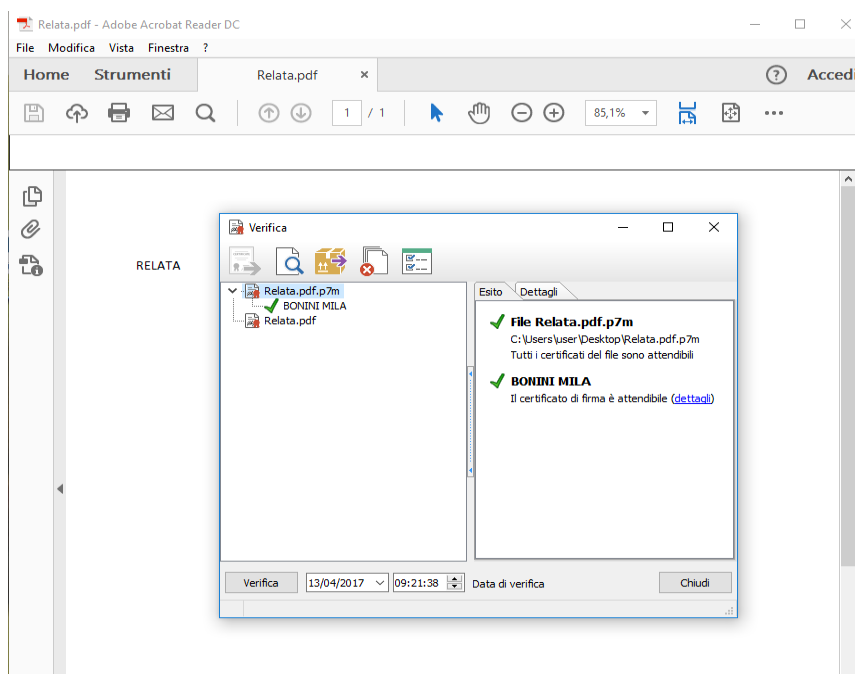 Relata.pdf - Adobe Acrobat Reader DC
File Modifica Vista Finestra ?
Home Strumenti Relata.pdf × ? Accedi
1 / 1 85,1%
RELATA
Verifica
Relata.pdf.p7m
BONINI MILA
Relata.pdf
Esito Dettagli
File Relata.pdf.p7m
C:\Users\user\Desktop\Relata.pdf.p7m
Tutti i certificati del file sono attendibili
BONINI MILA
Il certificato di firma è attendibile (dettagli)
Verifica 13/04/2017 09:21:38 Data di verifica Chiudi